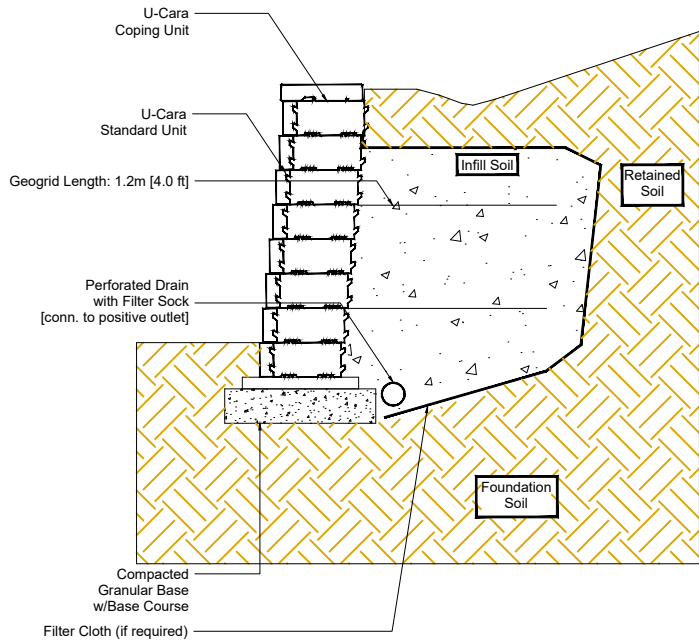 U-Cara
Coping Unit
U-Cara
Standard Unit
Geogrid Length: 1.2m [4.0 ft]
Infill Soil
Retained
Soil
Perforated Drain
with Filter Sock
[conn. to positive outlet]
Foundation
Soil
Compacted
Granular Base
w/Base Course
Filter Cloth (if required)